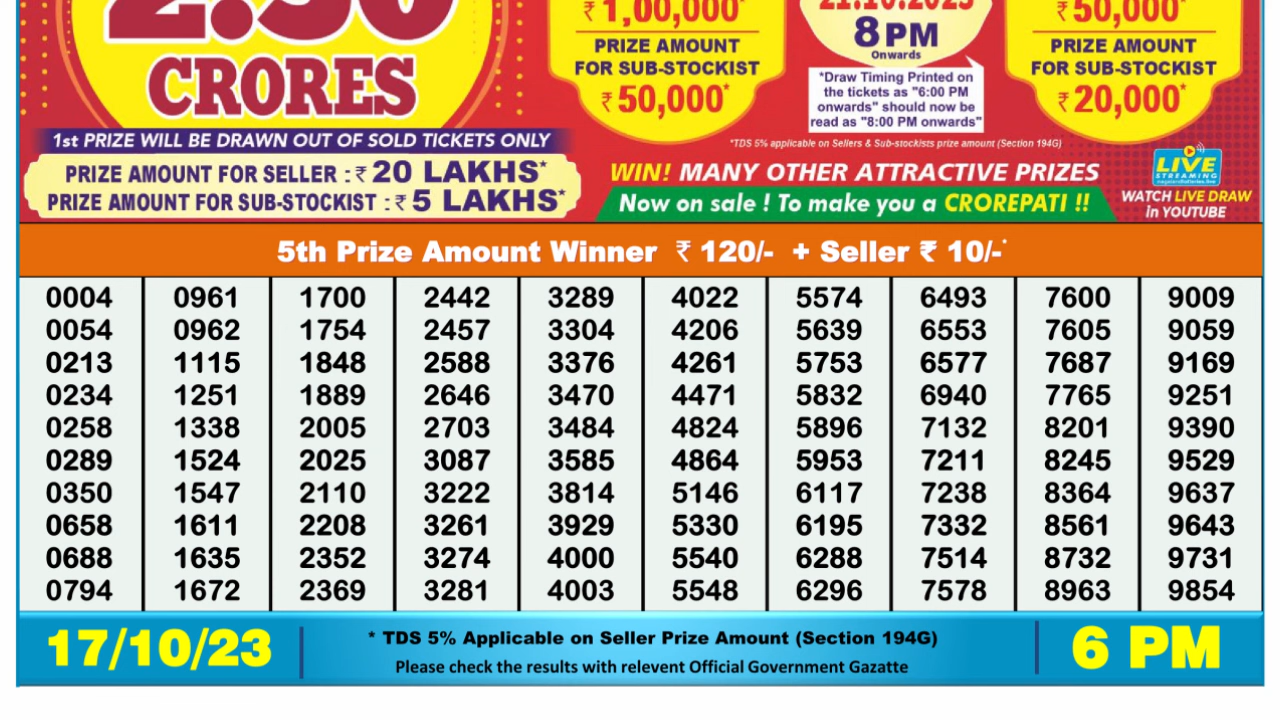 2.50
CRORES
1st PRIZE WILL BE DRAWN OUT OF SOLD TICKETS ONLY
PRIZE AMOUNT FOR SELLER : ₹ 20 LAKHS*
PRIZE AMOUNT FOR SUB-STOCKIST : ₹ 5 LAKHS*
₹ 1,00,000*
PRIZE AMOUNT
FOR SUB-STOCKIST
₹ 50,000*
21.10.2023
8 PM
Onwards
*Draw Timing Printed on
the tickets as "6:00 PM
onwards" should now be
read as "8:00 PM onwards"
₹ 50,000*
PRIZE AMOUNT
FOR SUB-STOCKIST
₹ 20,000*
*TDS 5% applicable on Sellers & Sub-stockists prize amount (Section 194G)
WIN! MANY OTHER ATTRACTIVE PRIZES
Now on sale ! To make you a CROREPATI !!
LIVE
STREAMING
WATCH LIVE DRAW
in YOUTUBE
5th Prize Amount Winner ₹ 120/- + Seller ₹ 10/-*
0004 0961 1700 2442 3289 4022 5574 6493 7600 9009
0054 0962 1754 2457 3304 4206 5639 6553 7605 9059
0213 1115 1848 2588 3376 4261 5753 6577 7687 9169
0234 1251 1889 2646 3470 4471 5832 6940 7765 9251
0258 1338 2005 2703 3484 4824 5896 7132 8201 9390
0289 1524 2025 3087 3585 4864 5953 7211 8245 9529
0350 1547 2110 3222 3814 5146 6117 7238 8364 9637
0658 1611 2208 3261 3929 5330 6195 7332 8561 9643
0688 1635 2352 3274 4000 5540 6288 7514 8732 9731
0794 1672 2369 3281 4003 5548 6296 7578 8963 9854
17/10/23
* TDS 5% Applicable on Seller Prize Amount (Section 194G)
Please check the results with relevent Official Government Gazatte
6 PM